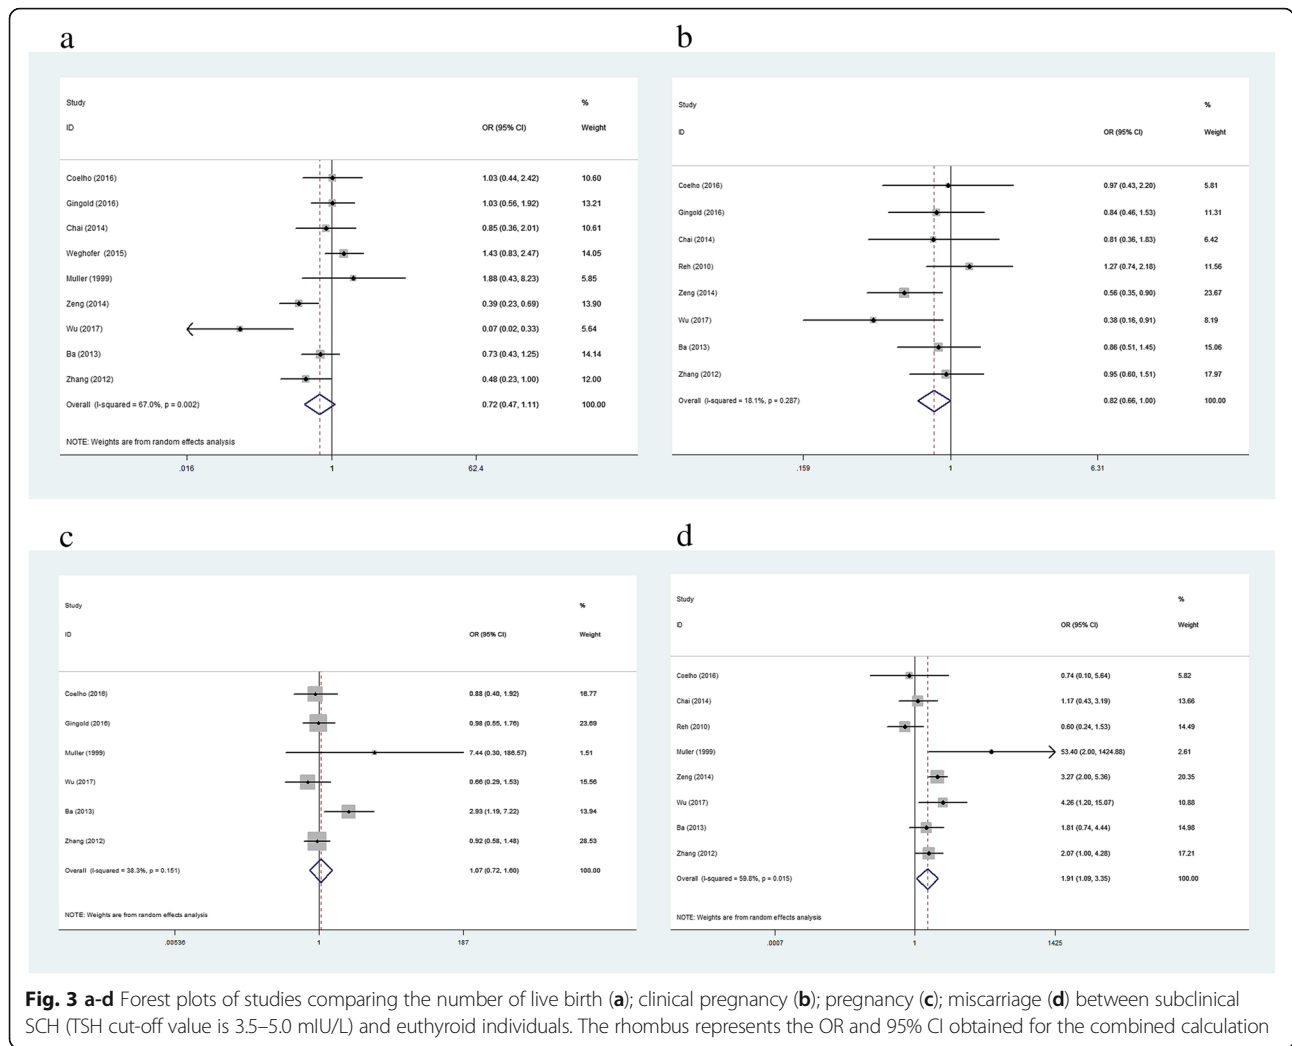 a
Study %
ID OR (95% CI) Weight
Coelho (2016) 1.03 (0.44, 2.42) 10.60
Gingold (2016) 1.03 (0.56, 1.92) 13.21
Chai (2014) 0.85 (0.36, 2.01) 10.61
Weghofer (2015) 1.43 (0.83, 2.47) 14.05
Muller (1999) 1.88 (0.43, 8.23) 5.85
Zeng (2014) 0.39 (0.23, 0.69) 13.90
Wu (2017) 0.07 (0.02, 0.33) 5.64
Ba (2013) 0.73 (0.43, 1.25) 14.14
Zhang (2012) 0.48 (0.23, 1.00) 12.00
Overall (I-squared = 67.0%, p = 0.002) 0.72 (0.47, 1.11) 100.00
NOTE: Weights are from random effects analysis
.016 1 62.4
b
Study %
ID OR (95% CI) Weight
Coelho (2016) 0.97 (0.43, 2.20) 5.81
Gingold (2016) 0.84 (0.46, 1.53) 11.31
Chai (2014) 0.81 (0.36, 1.83) 6.42
Reh (2010) 1.27 (0.74, 2.18) 11.56
Zeng (2014) 0.56 (0.35, 0.90) 23.67
Wu (2017) 0.38 (0.16, 0.91) 8.19
Ba (2013) 0.86 (0.51, 1.45) 15.06
Zhang (2012) 0.95 (0.60, 1.51) 17.97
Overall (I-squared = 18.1%, p = 0.287) 0.82 (0.66, 1.00) 100.00
NOTE: Weights are from random effects analysis
.159 1 6.31
c
Study %
ID OR (95% CI) Weight
Coelho (2016) 0.88 (0.40, 1.92) 16.77
Gingold (2016) 0.98 (0.55, 1.76) 23.69
Muller (1999) 7.44 (0.30, 186.57) 1.51
Wu (2017) 0.66 (0.29, 1.53) 15.56
Ba (2013) 2.93 (1.19, 7.22) 13.94
Zhang (2012) 0.92 (0.58, 1.48) 28.53
Overall (I-squared = 38.3%, p = 0.151) 1.07 (0.72, 1.60) 100.00
NOTE: Weights are from random effects analysis
.00536 1 187
d
Study %
ID OR (95% CI) Weight
Coelho (2016) 0.74 (0.10, 5.64) 5.82
Chai (2014) 1.17 (0.43, 3.19) 13.66
Reh (2010) 0.60 (0.24, 1.53) 14.49
Muller (1999) 53.40 (2.00, 1424.88) 2.61
Zeng (2014) 3.27 (2.00, 5.36) 20.35
Wu (2017) 4.26 (1.20, 15.07) 10.88
Ba (2013) 1.81 (0.74, 4.44) 14.98
Zhang (2012) 2.07 (1.00, 4.28) 17.21
Overall (I-squared = 59.8%, p = 0.015) 1.91 (1.09, 3.35) 100.00
NOTE: Weights are from random effects analysis
.0007 1 1425
Fig. 3 a-d Forest plots of studies comparing the number of live birth (a); clinical pregnancy (b); pregnancy (c); miscarriage (d) between subclinical
SCH (TSH cut-off value is 3.5–5.0 mIU/L) and euthyroid individuals. The rhombus represents the OR and 95% CI obtained for the combined calculation